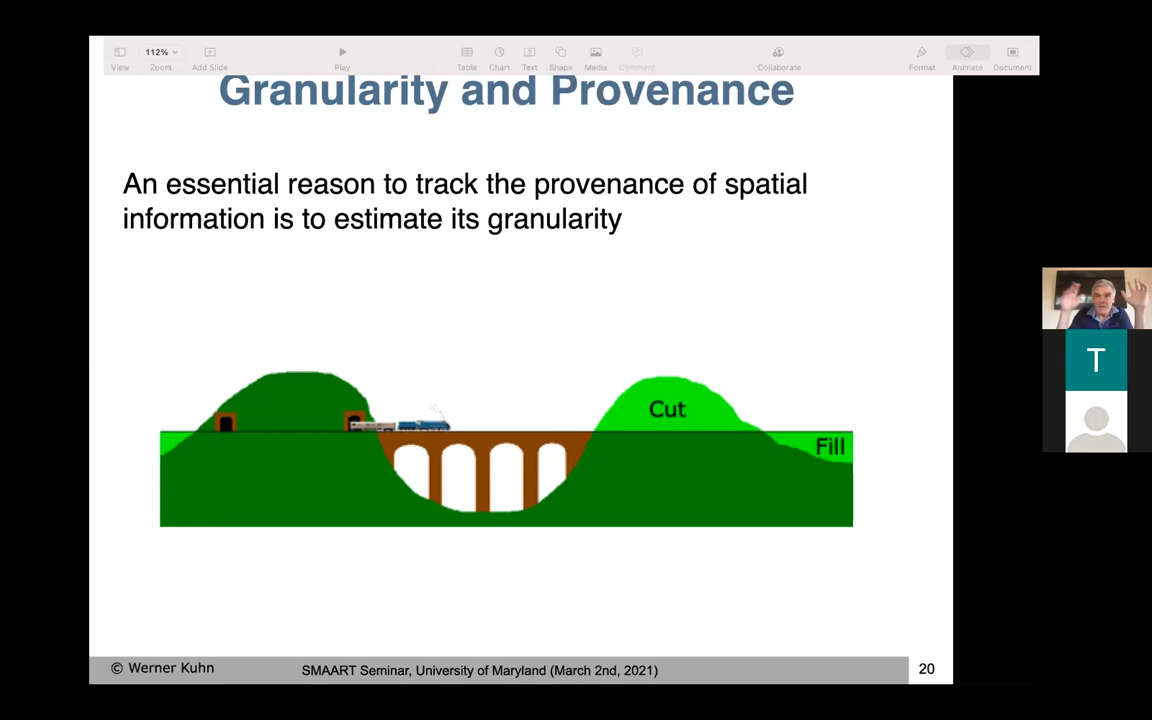 112%
View Zoom Add Slide Play Table Chart Text Shape Media Comment Collaborate Format Animate Document
Granularity and Provenance
An essential reason to track the provenance of spatial
information is to estimate its granularity
Cut
Fill
T
© Werner Kuhn SMAART Seminar, University of Maryland (March 2nd, 2021) 20